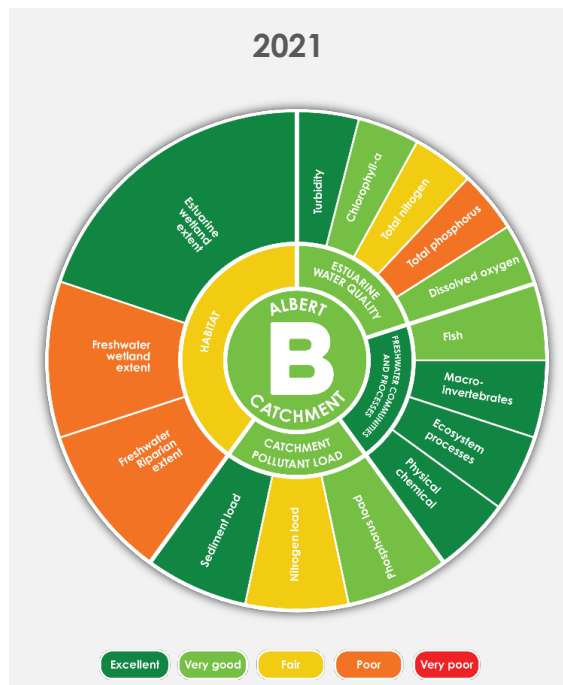 2021
Turbidity
Chlorophyll-a
Total nitrogen
Total phosphorus
Dissolved oxygen
ESTUARINE
WATER QUALITY
Fish
Macro-
invertebrates
Ecosystem
processes
Physical
chemical
FRESHWATER COMMUNITIES
AND PROCESSES
Phosphorus load
Nitrogen load
Sediment load
CATCHMENT
POLLUTANT LOAD
Freshwater
Riparian
extent
Freshwater
wetland
extent
Estuarine
wetland
extent
HABITAT
ALBERT
B
CATCHMENT
Excellent
Very good
Fair
Poor
Very poor